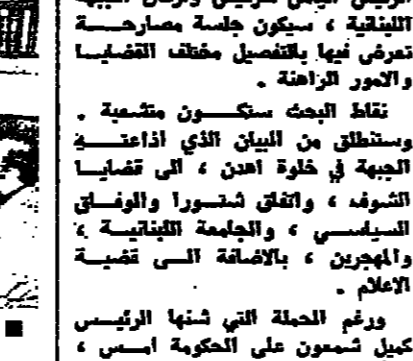 اللبنانية ، سيكون جلسة مصارحة
تعرض فيها بالتفصيل مختلف القضايا
والامور الراهنة .
نقاط البحث ستكون متشعبة .
وستنطلق من البيان الذي اذاعته
الجبهة في خلوة اهدن ، الى قضايا
الشوف ، واتفاق شتورا والوفاق
السياسي ، والجامعة اللبنانية ،
والمهجرين ، بالاضافة الى قضية
الاعلام .
ورغم الحملة التي شنها الرئيس
كميل شمعون على الحكومة امس ،